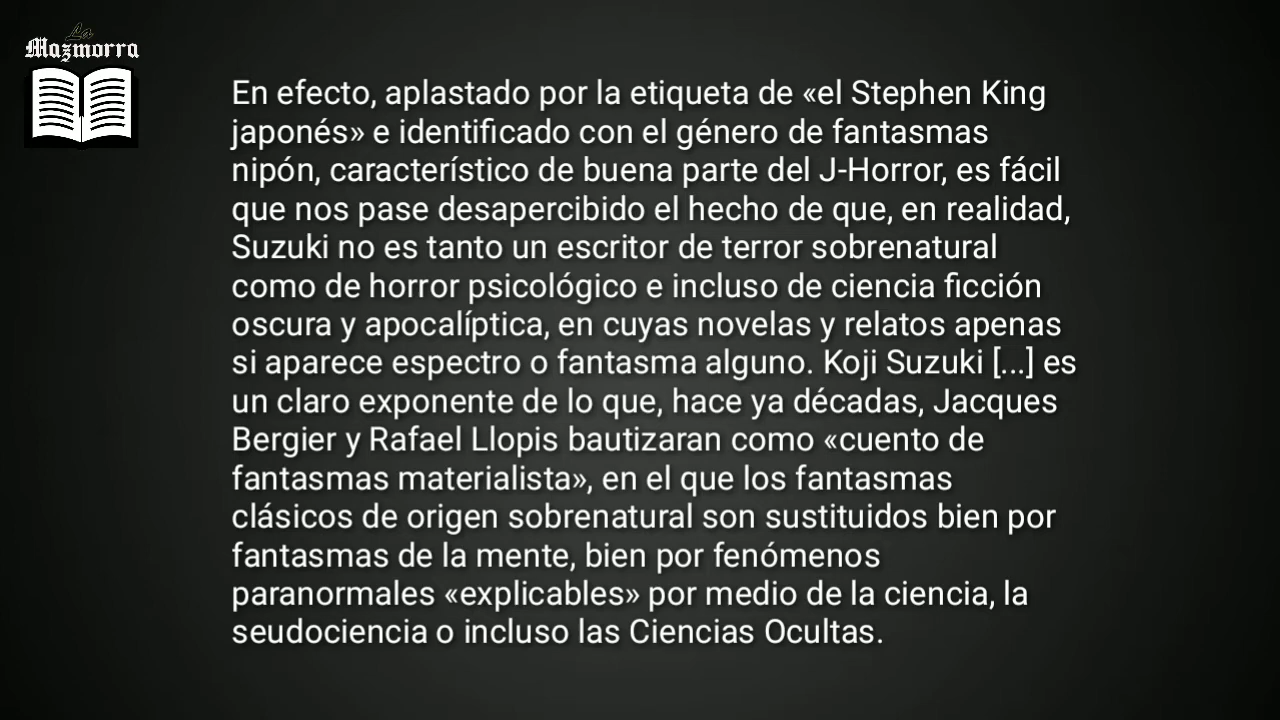 La
Mazmorra
En efecto, aplastado por la etiqueta de «el Stephen King
japonés» e identificado con el género de fantasmas
nipón, característico de buena parte del J-Horror, es fácil
que nos pase desapercibido el hecho de que, en realidad,
Suzuki no es tanto un escritor de terror sobrenatural
como de horror psicológico e incluso de ciencia ficción
oscura y apocalíptica, en cuyas novelas y relatos apenas
si aparece espectro o fantasma alguno. Koji Suzuki [...] es
un claro exponente de lo que, hace ya décadas, Jacques
Bergier y Rafael Llopis bautizaran como «cuento de
fantasmas materialista», en el que los fantasmas
clásicos de origen sobrenatural son sustituidos bien por
fantasmas de la mente, bien por fenómenos
paranormales «explicables» por medio de la ciencia, la
seudociencia o incluso las Ciencias Ocultas.